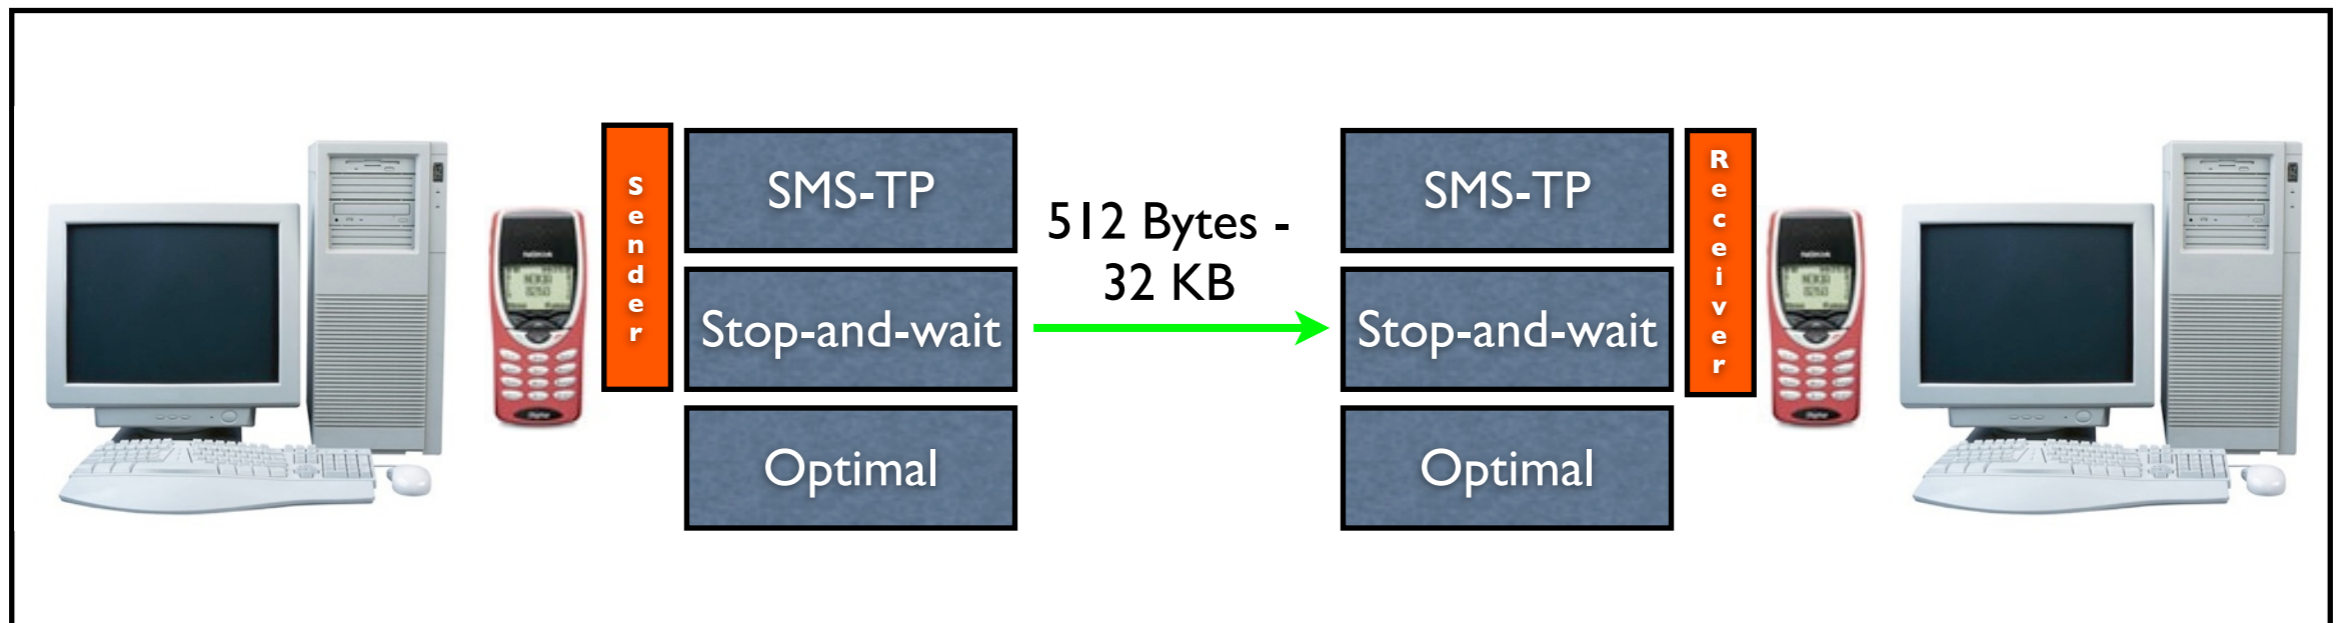 Sender
SMS-TP
Stop-and-wait
Optimal
512 Bytes -
32 KB
SMS-TP
Stop-and-wait
Optimal
Receiver